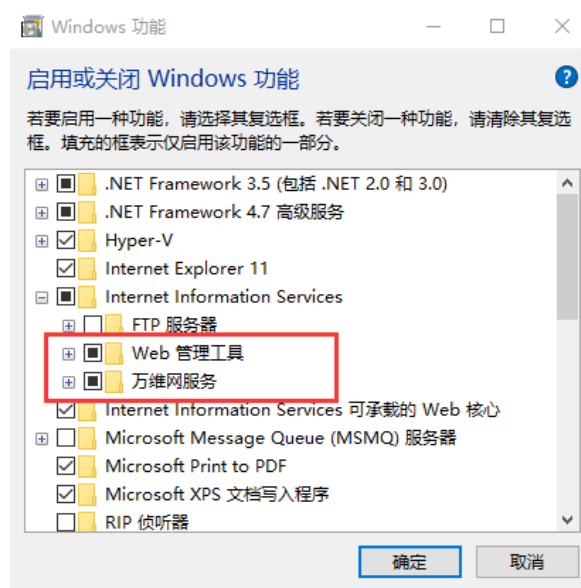 Windows 功能
启用或关闭 Windows 功能
若要启用一种功能，请选择其复选框。若要关闭一种功能，请清除其复选
框。填充的框表示仅启用该功能的一部分。
.NET Framework 3.5 (包括 .NET 2.0 和 3.0)
.NET Framework 4.7 高级服务
Hyper-V
Internet Explorer 11
Internet Information Services
FTP 服务器
Web 管理工具
万维网服务
Internet Information Services 可承载的 Web 核心
Microsoft Message Queue (MSMQ) 服务器
Microsoft Print to PDF
Microsoft XPS 文档写入程序
RIP 侦听器
确定
取消